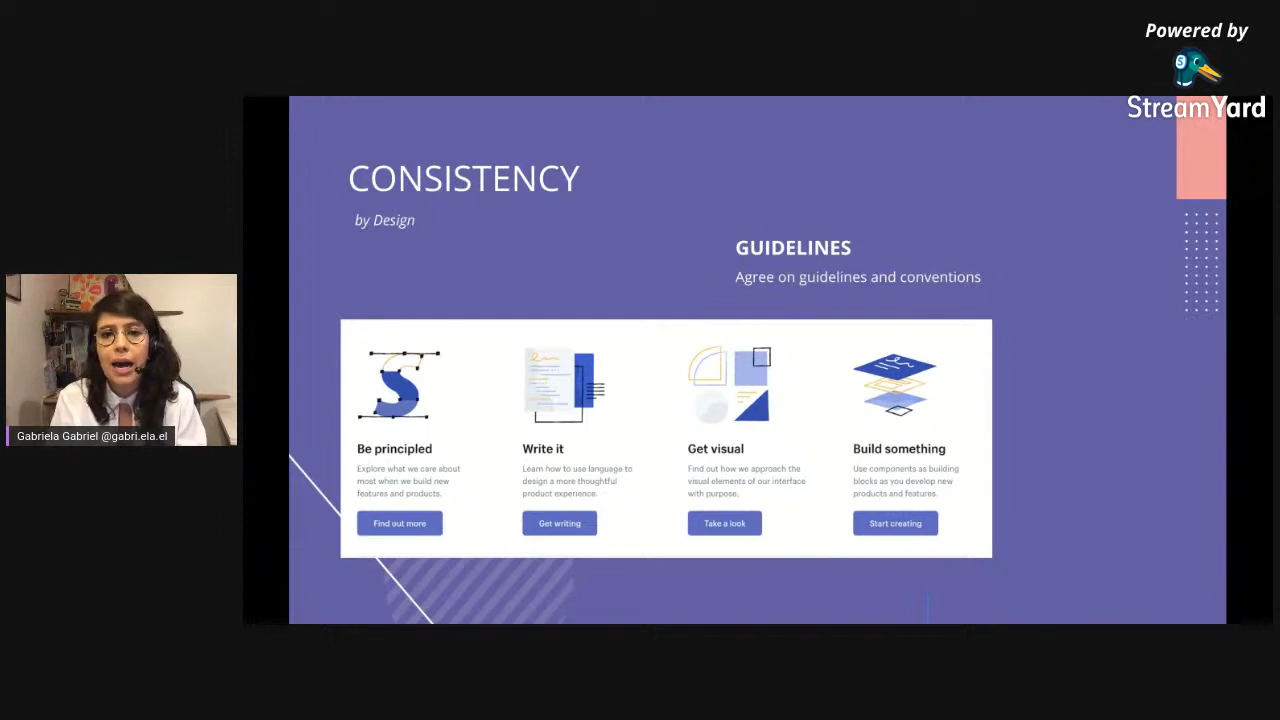 Powered by
StreamYard
CONSISTENCY
by Design
GUIDELINES
Agree on guidelines and conventions
Be principled
Explore what we care about
most when we build new
features and products.
Find out more
Write it
Learn how to use language to
design a more thoughtful
product experience.
Get writing
Get visual
Find out how we approach the
visual elements of our interface
with purpose.
Take a look
Build something
Use components as building
blocks as you develop new
products and features.
Start creating
Gabriela Gabriel @gabri.ela.el